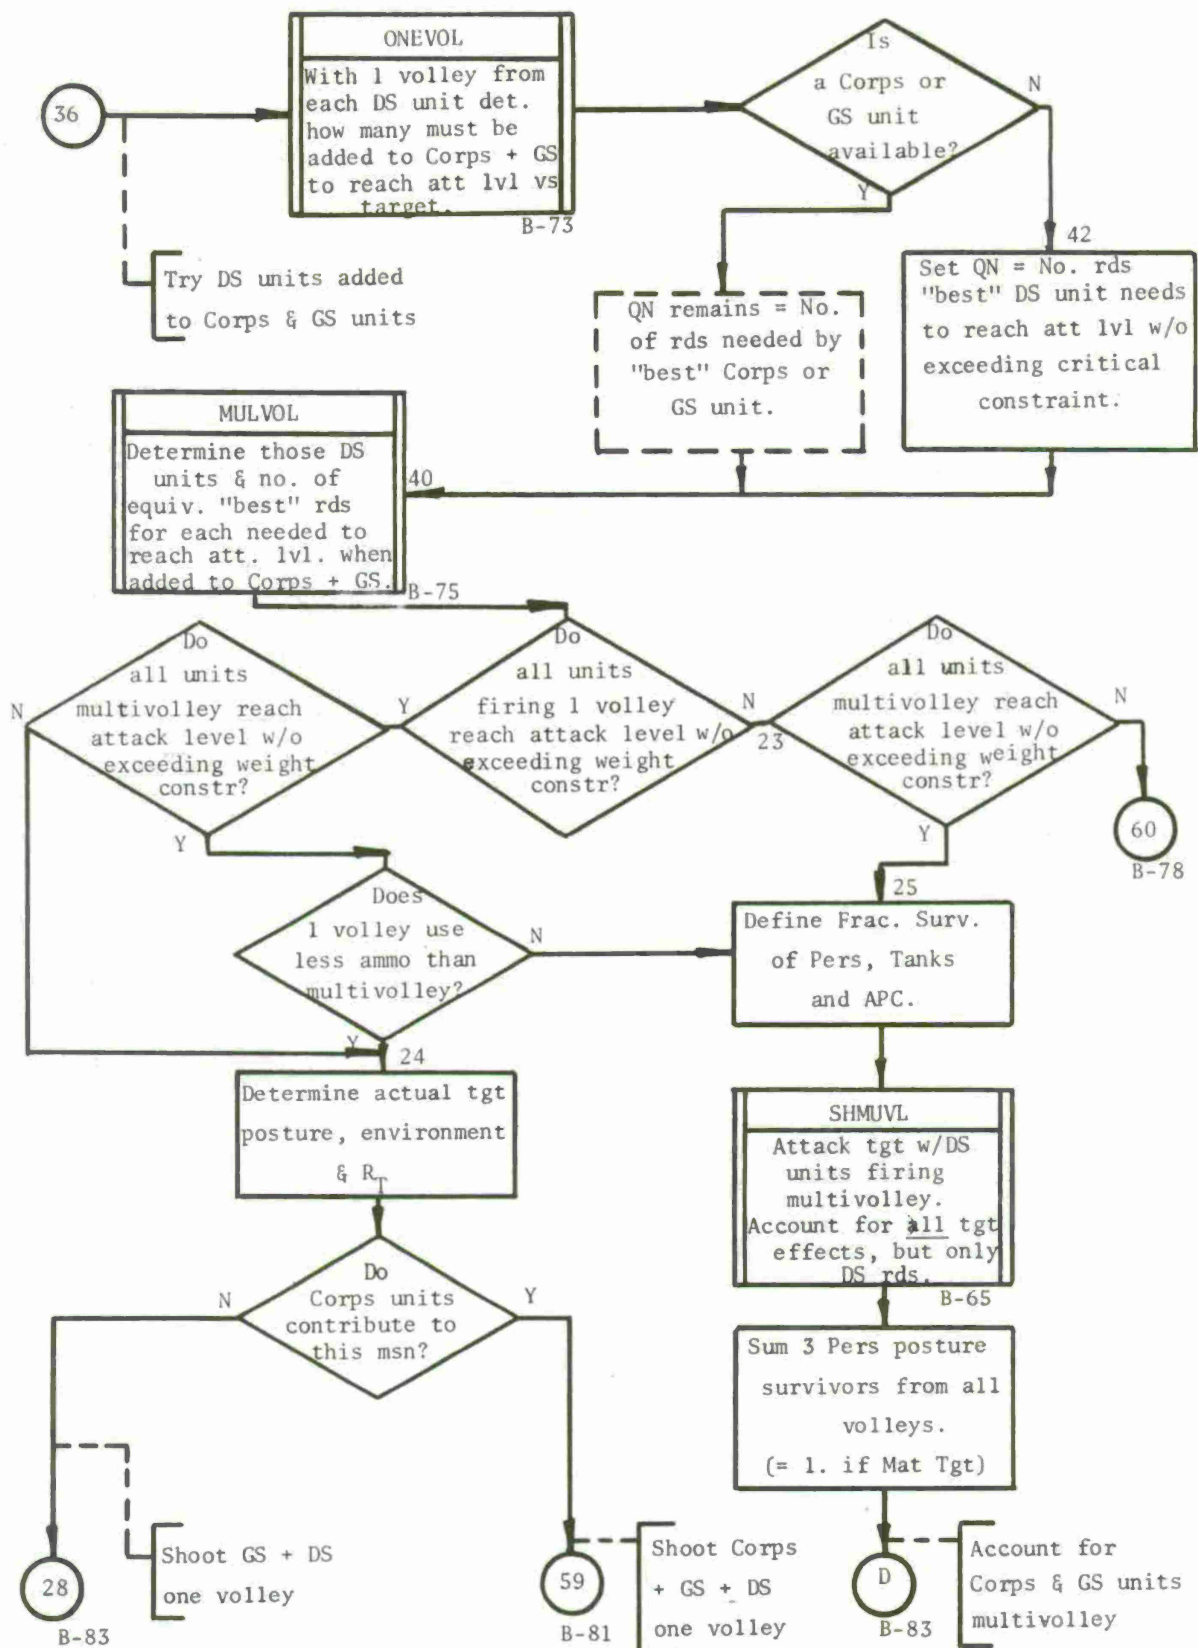 36
ONEVOL
With 1 volley from
each DS unit det.
how many must be
added to Corps + GS
to reach att lvl vs
target.
B-73
Is
a Corps or
GS unit
available?
N
Y
Try DS units added
to Corps & GS units
QN remains = No.
of rds needed by
"best" Corps or
GS unit.
42
Set QN = No. rds
"best" DS unit needs
to reach att lvl w/o
exceeding critical
constraint.
MULVOL
Determine those DS
units & no. of
equiv. "best" rds
for each needed to
reach att. lvl. when
added to Corps + GS.
40
B-75
Do
all units
multivolley reach
attack level w/o
exceeding weight
constr?
N
Y
Y
Do
all units
firing 1 volley
reach attack level w/o
exceeding weight
constr?
N
23
Do
all units
multivolley reach
attack level w/o
exceeding weight
constr?
N
Y
60
B-78
Does
1 volley use
less ammo than
multivolley?
N
Y
25
Define Frac. Surv.
of Pers, Tanks
and APC.
24
Determine actual tgt
posture, environment
& RT
SHMUVL
Attack tgt w/DS
units firing
multivolley.
Account for all tgt
effects, but only
DS rds.
B-65
Do
Corps units
contribute to
this msn?
N
Y
Sum 3 Pers posture
survivors from all
volleys.
(= 1. if Mat Tgt)
28
B-83
Shoot GS + DS
one volley
59
B-81
Shoot Corps
+ GS + DS
one volley
D
B-83
Account for
Corps & GS units
multivolley